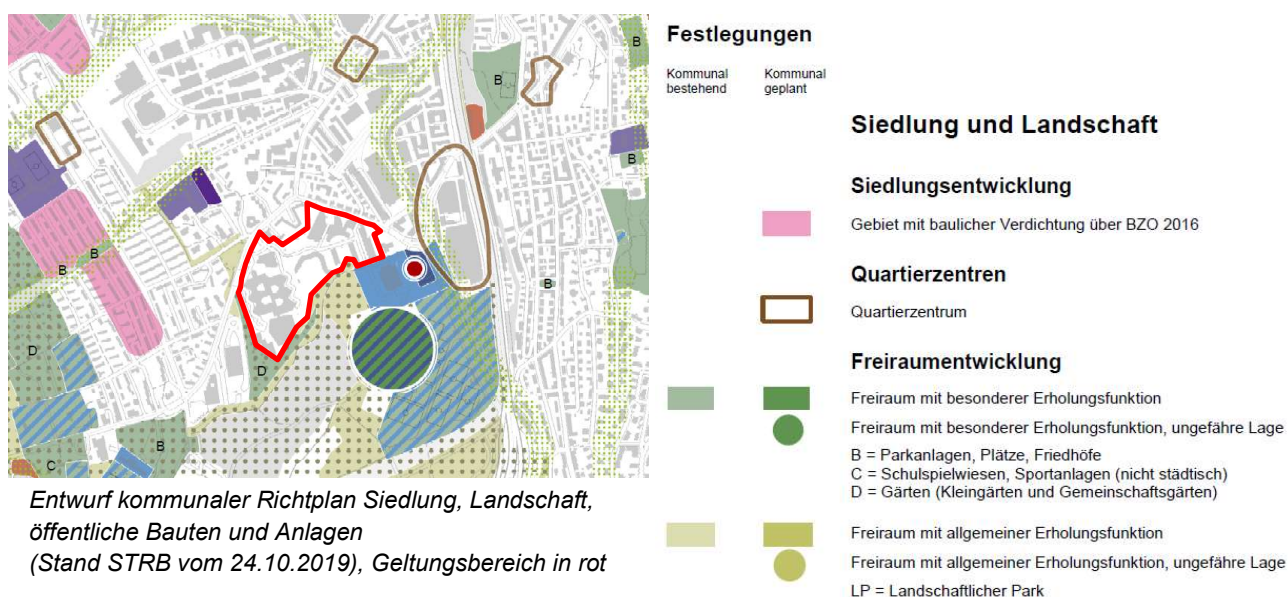 B
B
B
B
B
B
B
D
D
B
C
Entwurf kommunaler Richtplan Siedlung, Landschaft,
öffentliche Bauten und Anlagen
(Stand STRB vom 24.10.2019), Geltungsbereich in rot
Festlegungen
Kommunal bestehend
Kommunal geplant
Siedlung und Landschaft
Siedlungsentwicklung
Gebiet mit baulicher Verdichtung über BZO 2016
Quartierzentren
Quartierzentrum
Freiraumentwicklung
Freiraum mit besonderer Erholungsfunktion
Freiraum mit besonderer Erholungsfunktion, ungefähre Lage
B = Parkanlagen, Plätze, Friedhöfe
C = Schulspielwiesen, Sportanlagen (nicht städtisch)
D = Gärten (Kleingärten und Gemeinschaftsgärten)
Freiraum mit allgemeiner Erholungsfunktion
Freiraum mit allgemeiner Erholungsfunktion, ungefähre Lage
LP = Landschaftlicher Park